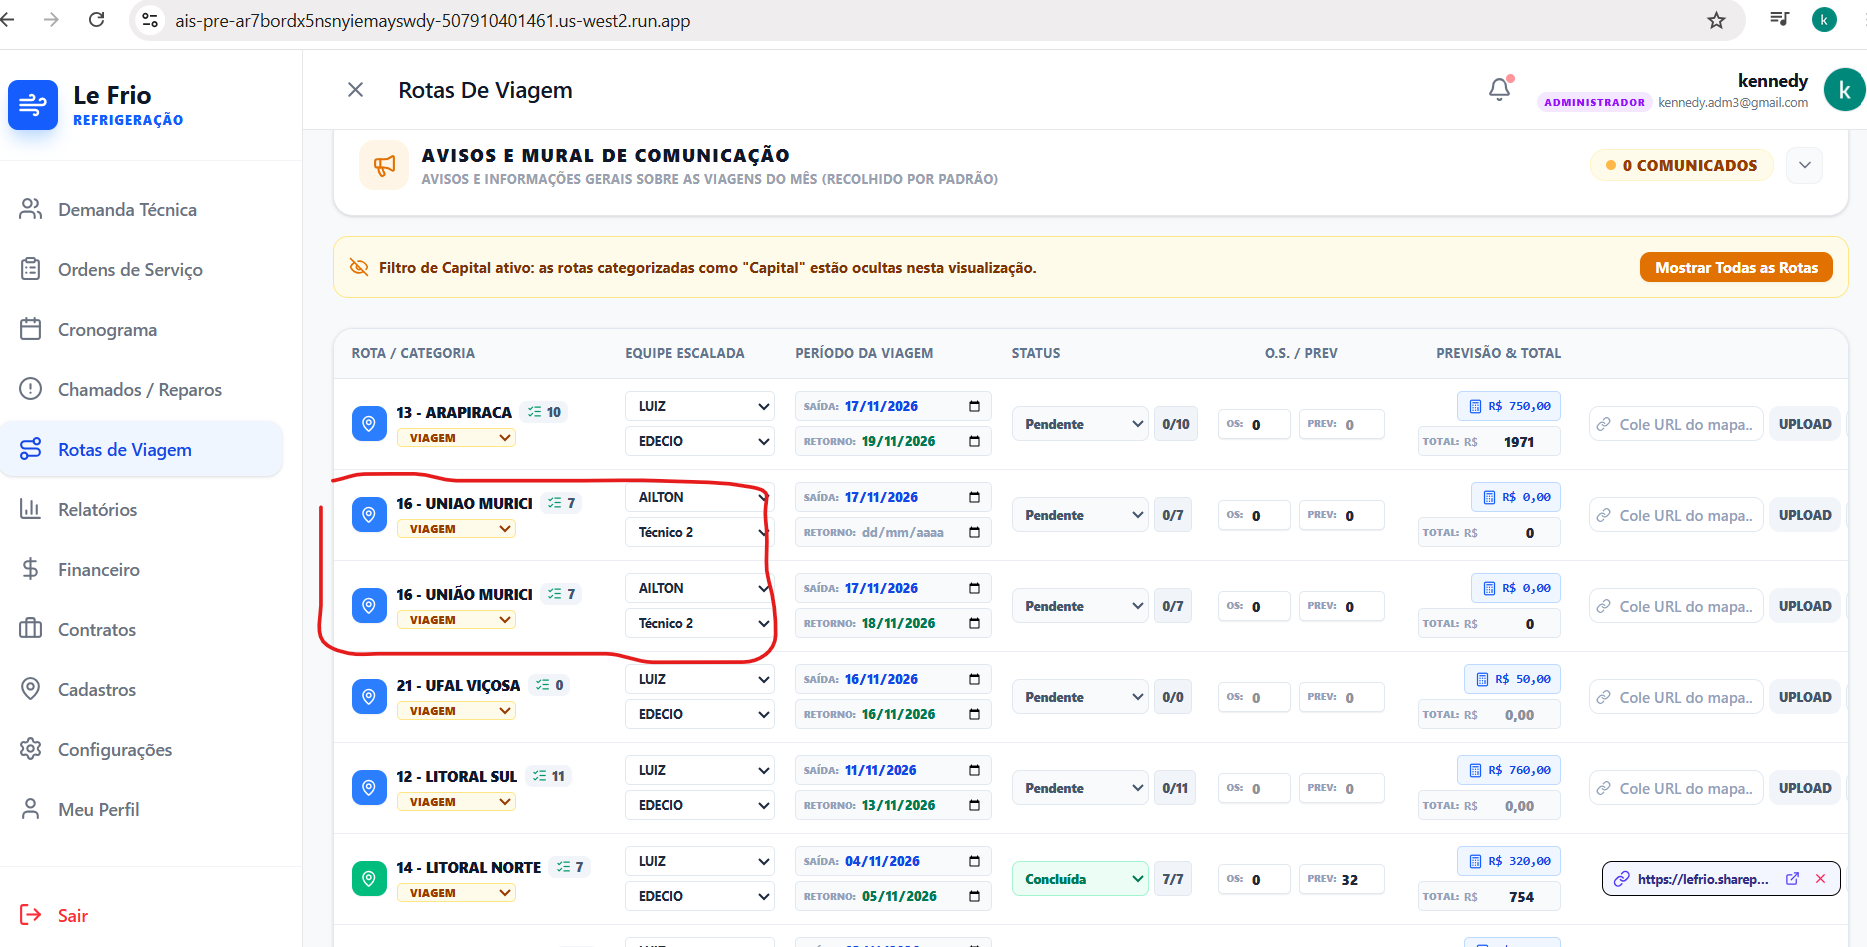 ais-pre-ar7bordx5nsnyiemayswdy-507910401461.us-west2.run.app
k
Le Frio
REFRIGERAÇÃO
Demanda Técnica
Ordens de Serviço
Cronograma
Chamados / Reparos
Rotas de Viagem
Relatórios
Financeiro
Contratos
Cadastros
Configurações
Meu Perfil
Sair
Rotas De Viagem
kennedy
ADMINISTRADOR kennedy.adm3@gmail.com
k
AVISOS E MURAL DE COMUNICAÇÃO
AVISOS E INFORMAÇÕES GERAIS SOBRE AS VIAGENS DO MÊS (RECOLHIDO POR PADRÃO)
0 COMUNICADOS
Filtro de Capital ativo: as rotas categorizadas como "Capital" estão ocultas nesta visualização.
Mostrar Todas as Rotas
ROTA / CATEGORIA EQUIPE ESCALADA PERÍODO DA VIAGEM STATUS O.S. / PREV PREVISÃO & TOTAL
13 - ARAPIRACA 10
VIAGEM
LUIZ
EDECIO
SAÍDA: 17/11/2026
RETORNO: 19/11/2026
Pendente 0/10
OS: 0 PREV: 0
R$ 750,00
TOTAL: R$ 1971
Cole URL do mapa.. UPLOAD
16 - UNIAO MURICI 7
VIAGEM
AILTON
Técnico 2
SAÍDA: 17/11/2026
RETORNO: dd/mm/aaaa
Pendente 0/7
OS: 0 PREV: 0
R$ 0,00
TOTAL: R$ 0
Cole URL do mapa.. UPLOAD
16 - UNIÃO MURICI 7
VIAGEM
AILTON
Técnico 2
SAÍDA: 17/11/2026
RETORNO: 18/11/2026
Pendente 0/7
OS: 0 PREV: 0
R$ 0,00
TOTAL: R$ 0
Cole URL do mapa.. UPLOAD
21 - UFAL VIÇOSA 0
VIAGEM
LUIZ
EDECIO
SAÍDA: 16/11/2026
RETORNO: 16/11/2026
Pendente 0/0
OS: 0 PREV: 0
R$ 50,00
TOTAL: R$ 0,00
Cole URL do mapa.. UPLOAD
12 - LITORAL SUL 11
VIAGEM
LUIZ
EDECIO
SAÍDA: 11/11/2026
RETORNO: 13/11/2026
Pendente 0/11
OS: 0 PREV: 0
R$ 760,00
TOTAL: R$ 0,00
Cole URL do mapa.. UPLOAD
14 - LITORAL NORTE 7
VIAGEM
LUIZ
EDECIO
SAÍDA: 04/11/2026
RETORNO: 05/11/2026
Concluída 7/7
OS: 0 PREV: 32
R$ 320,00
TOTAL: R$ 754
https://lefrio.sharep...